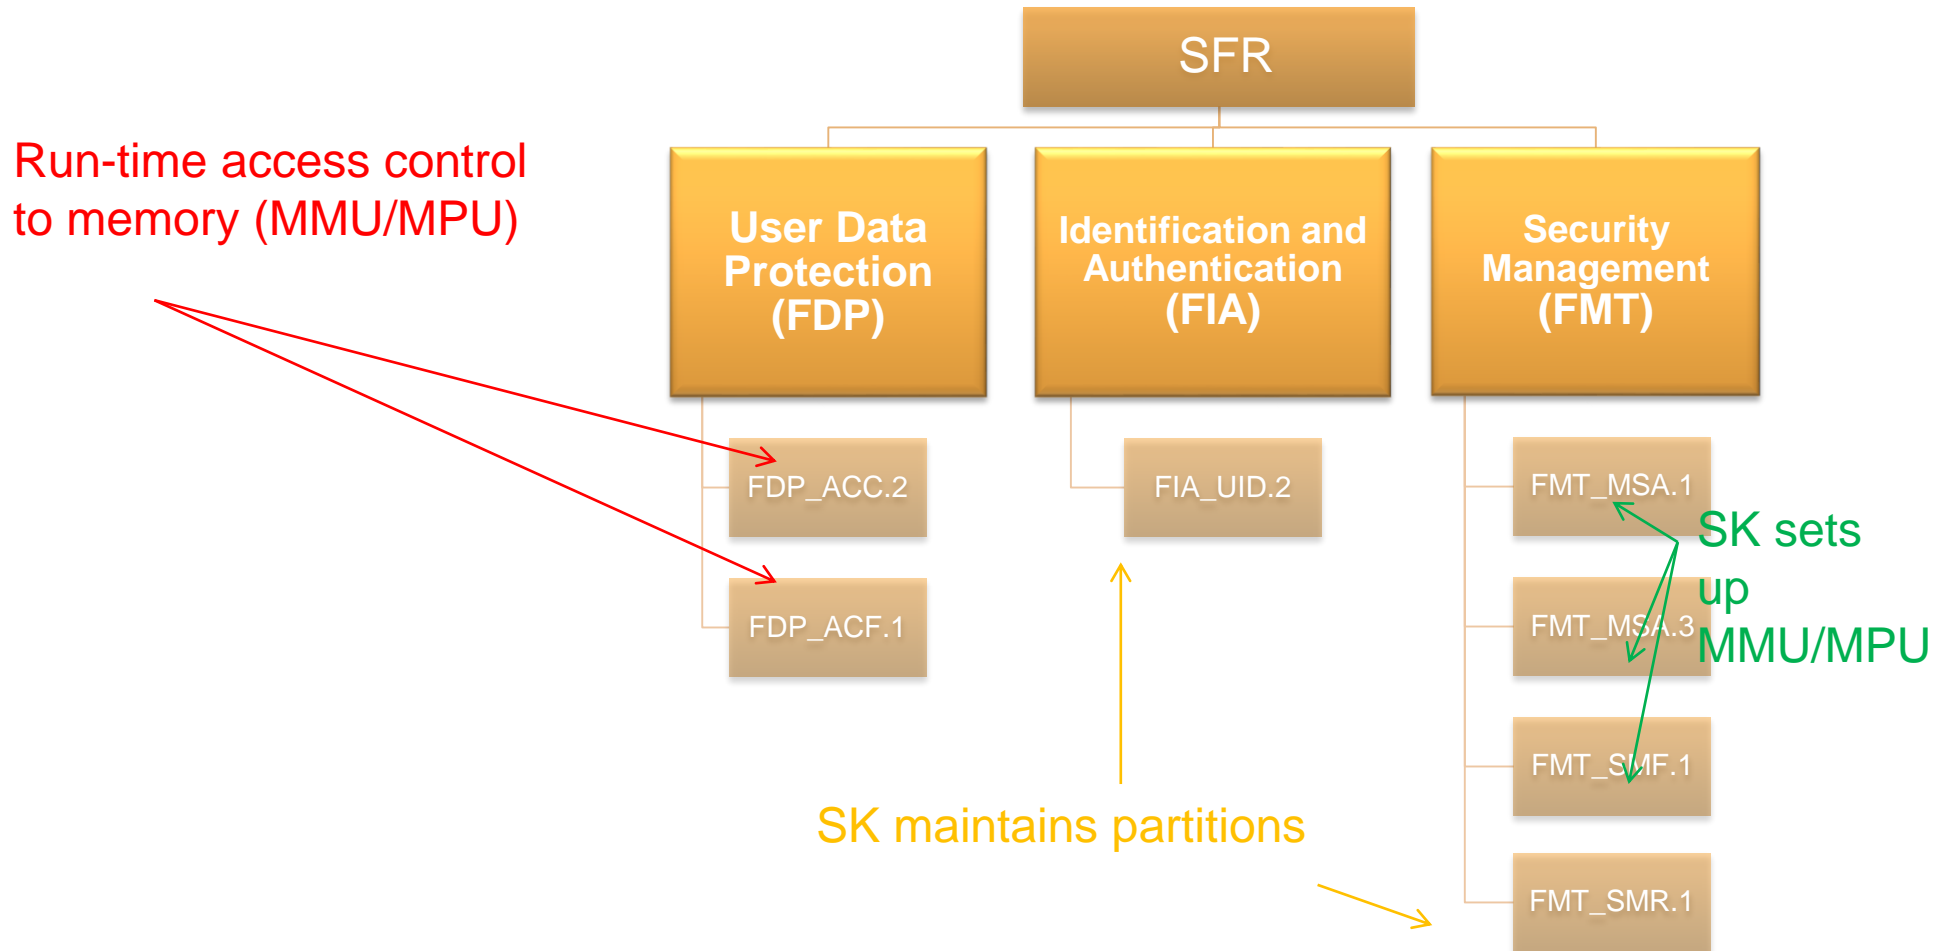 SFR
Run-time access control
to memory (MMU/MPU)
User Data
Protection
(FDP)
Identification and
Authentication
(FIA)
Security
Management
(FMT)
FDP_ACC.2
FIA_UID.2
FMT_MSA.1
SK sets
up
MMU/MPU
FDP_ACF.1
FMT_MSA.3
FMT_SMF.1
SK maintains partitions
FMT_SMR.1